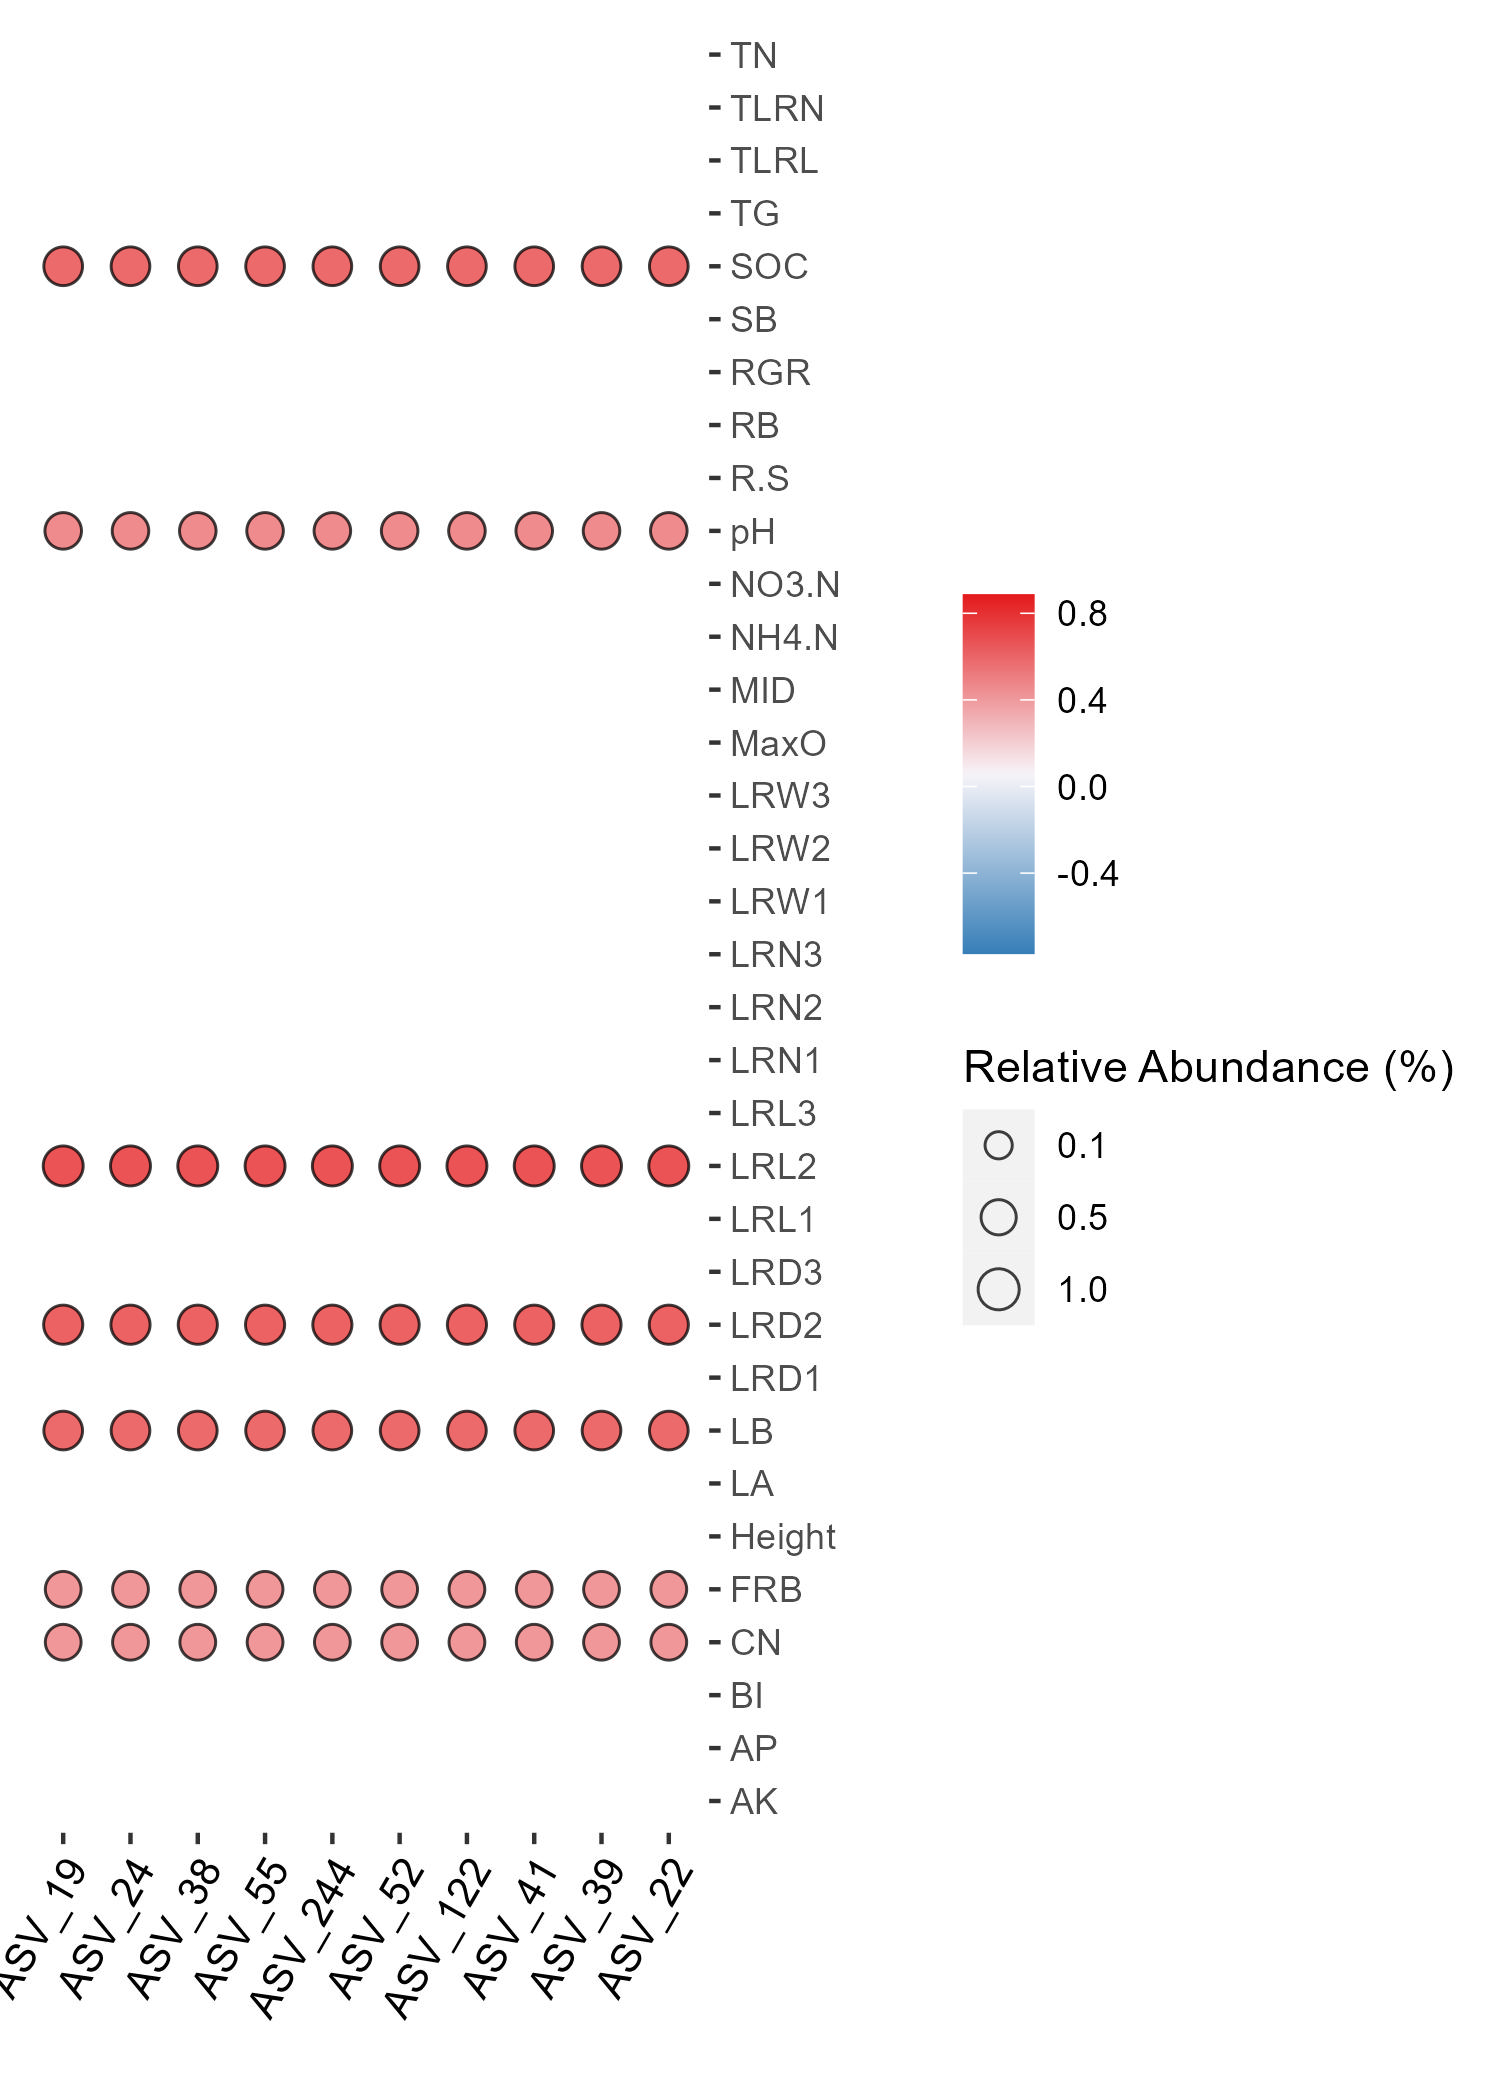 TN
TLRN
TLRL
TG
SOC
SB
RGR
RB
R.S
pH
NO3.N
NH4.N
MID
MaxO
LRW3
LRW2
LRW1
LRN3
LRN2
LRN1
LRL3
LRL2
LRL1
LRD3
LRD2
LRD1
LB
LA
Height
FRB
CN
BI
AP
AK
ASV_19
ASV_24
ASV_38
ASV_55
ASV_244
ASV_52
ASV_122
ASV_41
ASV_39
ASV_22
0.8
0.4
0.0
-0.4
Relative Abundance (%)
0.1
0.5
1.0